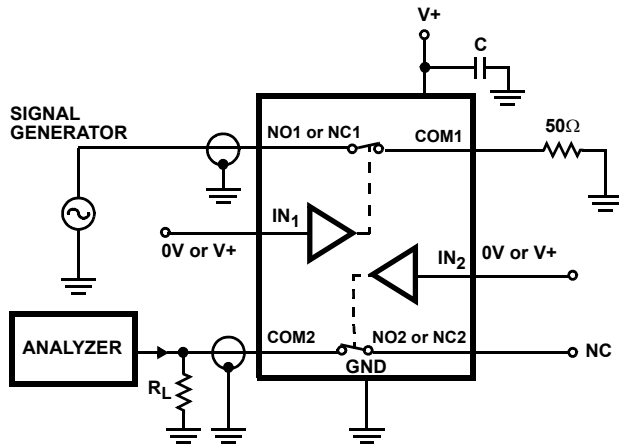 V+
C
SIGNAL
GENERATOR
NO1 or NC1
COM1
50Ω
IN1
0V or V+
IN2
0V or V+
ANALYZER
COM2
NO2 or NC2
NC
GND
RL